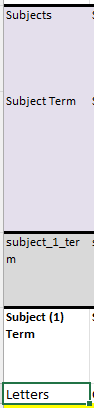 Subjects
Subject Term
subject_1_ter
m
Subject (1)
Term
Letters